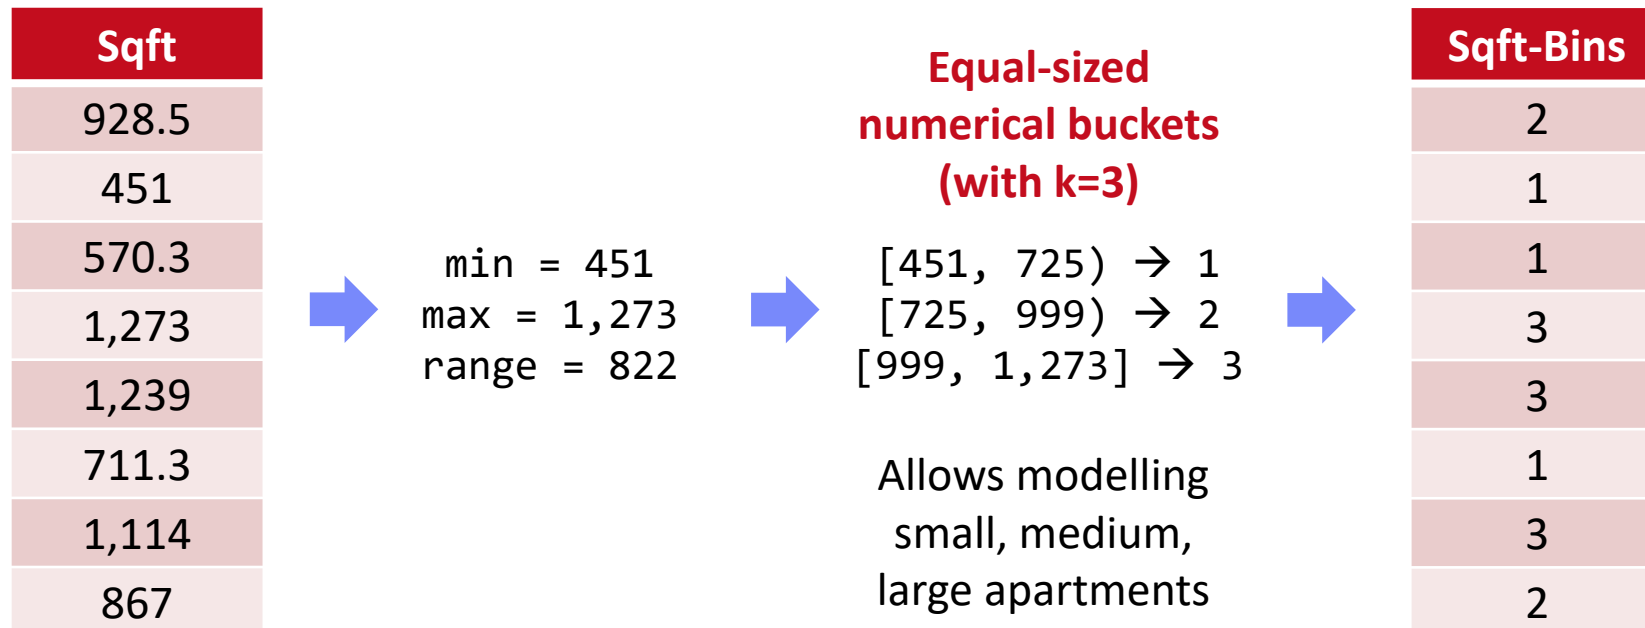 Sqft
928.5
451
570.3
1,273
1,239
711.3
1,114
867
min = 451
max = 1,273
range = 822
Equal-sized
numerical buckets
(with k=3)
[451, 725) → 1
[725, 999) → 2
[999, 1,273] → 3
Allows modelling
small, medium,
large apartments
Sqft-Bins
2
1
1
3
3
1
3
2